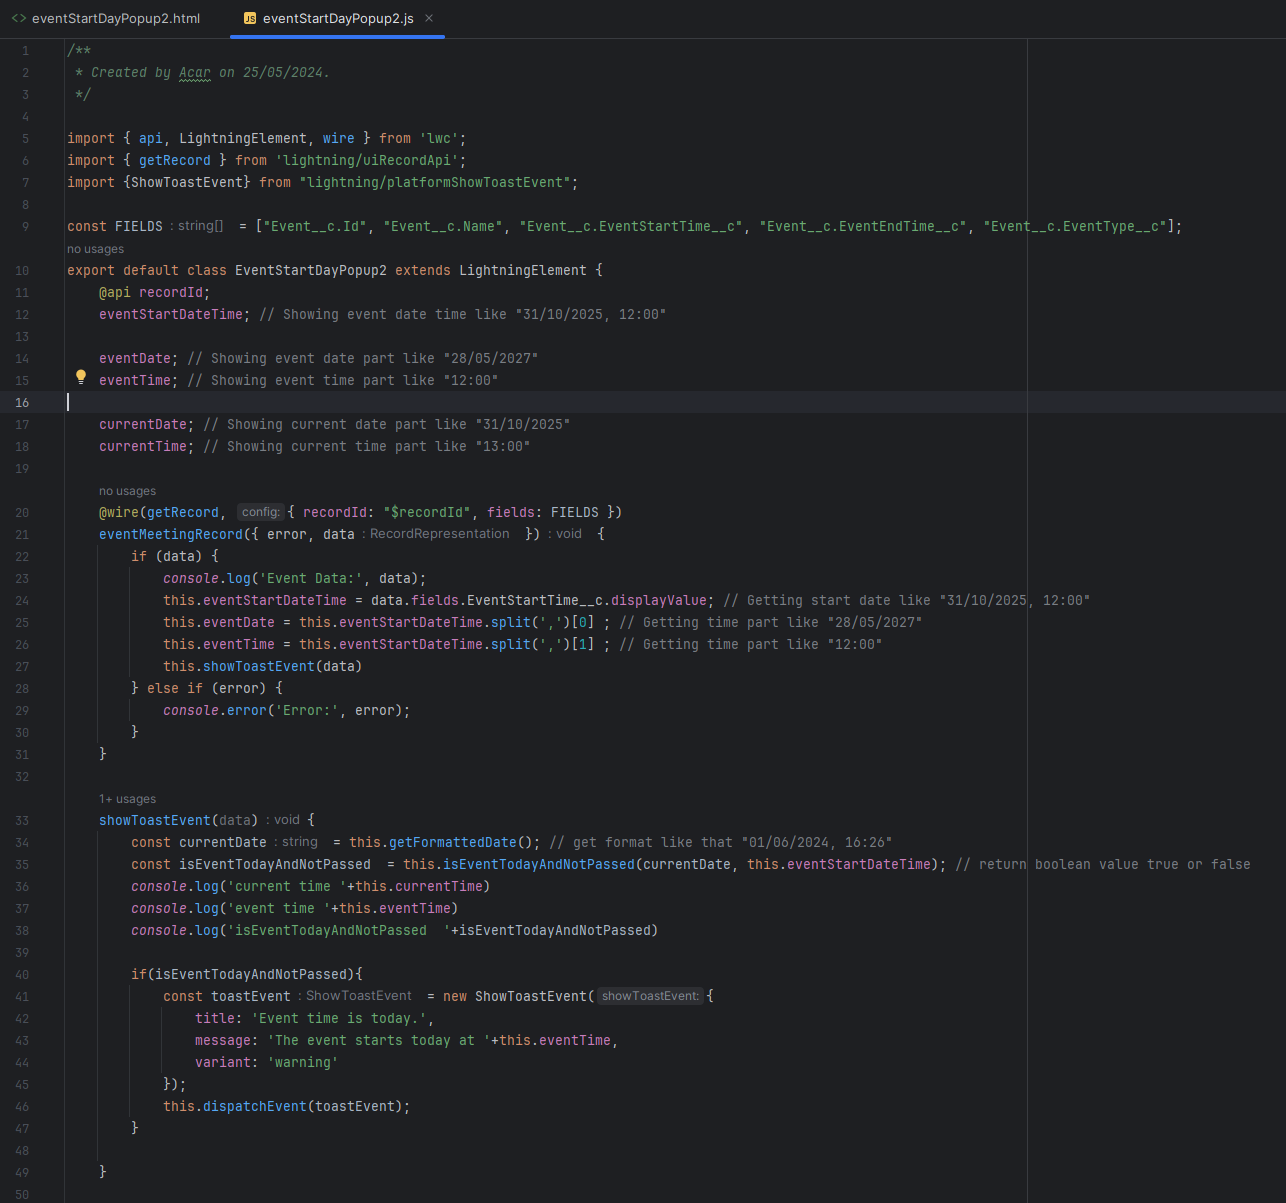 eventStartDayPopup2.html
eventStartDayPopup2.js
1 /**
2  * Created by Acar on 25/05/2024.
3  */
4
5 import { api, LightningElement, wire } from 'lwc';
6 import { getRecord } from 'lightning/uiRecordApi';
7 import {ShowToastEvent} from "lightning/platformShowToastEvent";
8
9 const FIELDS : string[] = ["Event__c.Id", "Event__c.Name", "Event__c.EventStartTime__c", "Event__c.EventEndTime__c", "Event__c.EventType__c"];
no usages
10 export default class EventStartDayPopup2 extends LightningElement {
11     @api recordId;
12     eventStartDateTime; // Showing event date time like "31/10/2025, 12:00"
13
14     eventDate; // Showing event date part like "28/05/2027"
15     eventTime; // Showing event time part like "12:00"
16
17     currentDate; // Showing current date part like "31/10/2025"
18     currentTime; // Showing current time part like "13:00"
19
no usages
20     @wire(getRecord, config: { recordId: "$recordId", fields: FIELDS })
21     eventMeetingRecord({ error, data : RecordRepresentation }) : void {
22         if (data) {
23             console.log('Event Data:', data);
24             this.eventStartDateTime = data.fields.EventStartTime__c.displayValue; // Getting start date like "31/10/2025, 12:00"
25             this.eventDate = this.eventStartDateTime.split(',')[0] ; // Getting time part like "28/05/2027"
26             this.eventTime = this.eventStartDateTime.split(',')[1] ; // Getting time part like "12:00"
27             this.showToastEvent(data)
28         } else if (error) {
29             console.error('Error:', error);
30         }
31     }
32
1+ usages
33     showToastEvent(data) : void {
34         const currentDate : string = this.getFormattedDate(); // get format like that "01/06/2024, 16:26"
35         const isEventTodayAndNotPassed = this.isEventTodayAndNotPassed(currentDate, this.eventStartDateTime); // return boolean value true or false
36         console.log('current time '+this.currentTime)
37         console.log('event time '+this.eventTime)
38         console.log('isEventTodayAndNotPassed  '+isEventTodayAndNotPassed)
39
40         if(isEventTodayAndNotPassed){
41             const toastEvent : ShowToastEvent = new ShowToastEvent( showToastEvent: {
42                 title: 'Event time is today.',
43                 message: 'The event starts today at '+this.eventTime,
44                 variant: 'warning'
45             });
46             this.dispatchEvent(toastEvent);
47         }
48
49     }
50